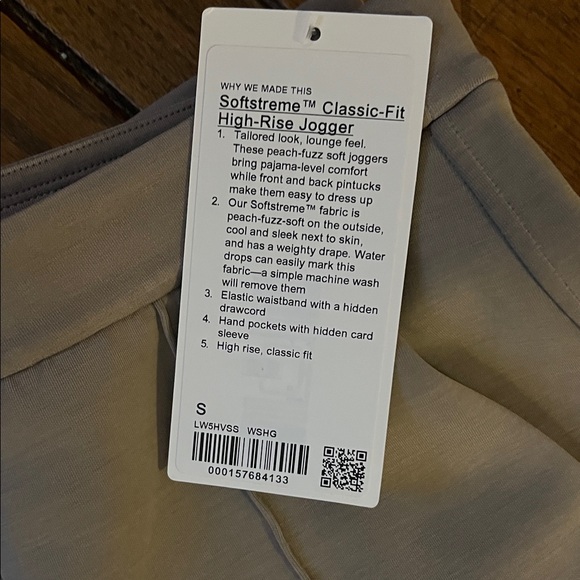 WHY WE MADE THIS
Softstreme™ Classic-Fit
High-Rise Jogger
1. Tailored look, lounge feel.
These peach-fuzz soft joggers
bring pajama-level comfort
while front and back pintucks
make them easy to dress up
2. Our Softstreme™ fabric is
peach-fuzz-soft on the outside,
cool and sleek next to skin,
and has a weighty drape. Water
drops can easily mark this
fabric—a simple machine wash
will remove them
3. Elastic waistband with a hidden
drawcord
4. Hand pockets with hidden card
sleeve
5. High rise, classic fit
S
LW5HVSS WSHG
000157684133